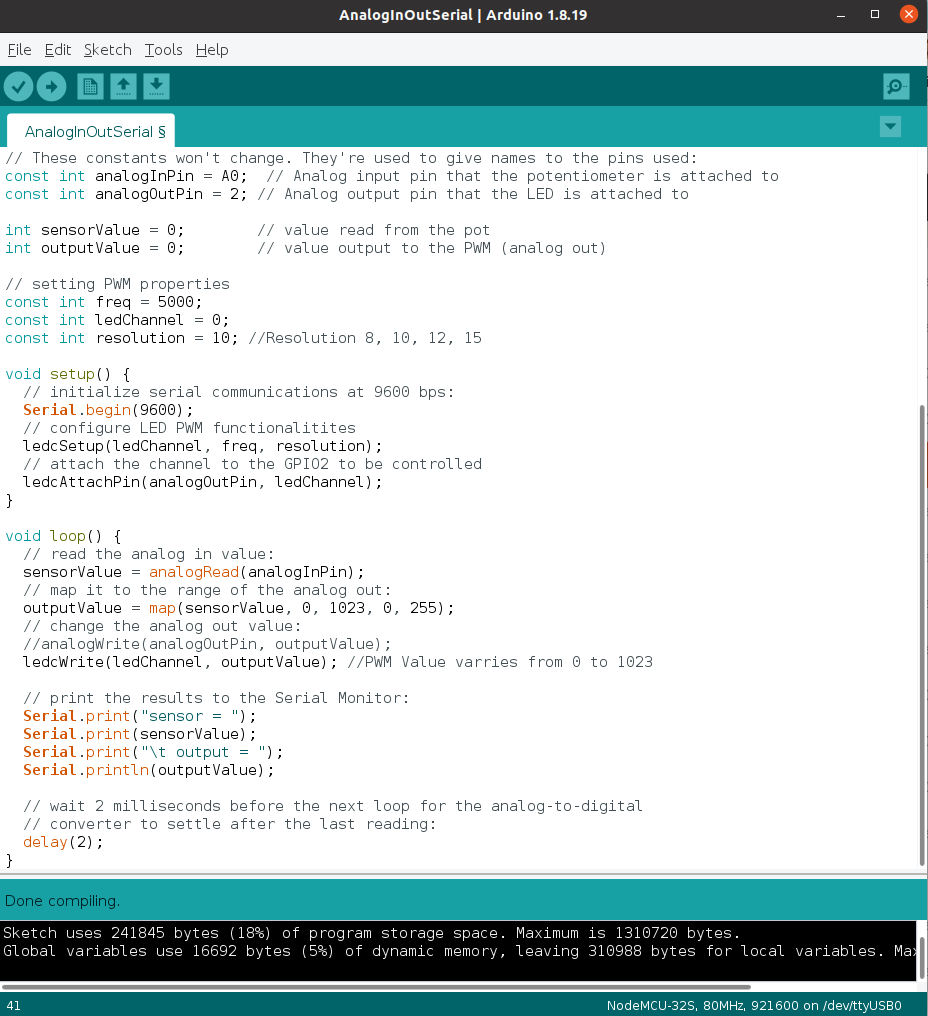 AnalogInOutSerial | Arduino 1.8.19
File Edit Sketch Tools Help
AnalogInOutSerial §
// These constants won't change. They're used to give names to the pins used:
const int analogInPin = A0;  // Analog input pin that the potentiometer is attached to
const int analogOutPin = 2; // Analog output pin that the LED is attached to
int sensorValue = 0;        // value read from the pot
int outputValue = 0;        // value output to the PWM (analog out)
// setting PWM properties
const int freq = 5000;
const int ledChannel = 0;
const int resolution = 10; //Resolution 8, 10, 12, 15
void setup() {
  // initialize serial communications at 9600 bps:
  Serial.begin(9600);
  // configure LED PWM functionalitites
  ledcSetup(ledChannel, freq, resolution);
  // attach the channel to the GPIO2 to be controlled
  ledcAttachPin(analogOutPin, ledChannel);
}
void loop() {
  // read the analog in value:
  sensorValue = analogRead(analogInPin);
  // map it to the range of the analog out:
  outputValue = map(sensorValue, 0, 1023, 0, 255);
  // change the analog out value:
  //analogWrite(analogOutPin, outputValue);
  ledcWrite(ledChannel, outputValue); //PWM Value varries from 0 to 1023
  // print the results to the Serial Monitor:
  Serial.print("sensor = ");
  Serial.print(sensorValue);
  Serial.print("\t output = ");
  Serial.println(outputValue);
  // wait 2 milliseconds before the next loop for the analog-to-digital
  // converter to settle after the last reading:
  delay(2);
}
Done compiling.
Sketch uses 241845 bytes (18%) of program storage space. Maximum is 1310720 bytes.
Global variables use 16692 bytes (5%) of dynamic memory, leaving 310988 bytes for local variables. Max
41 NodeMCU-32S, 80MHz, 921600 on /dev/ttyUSB0